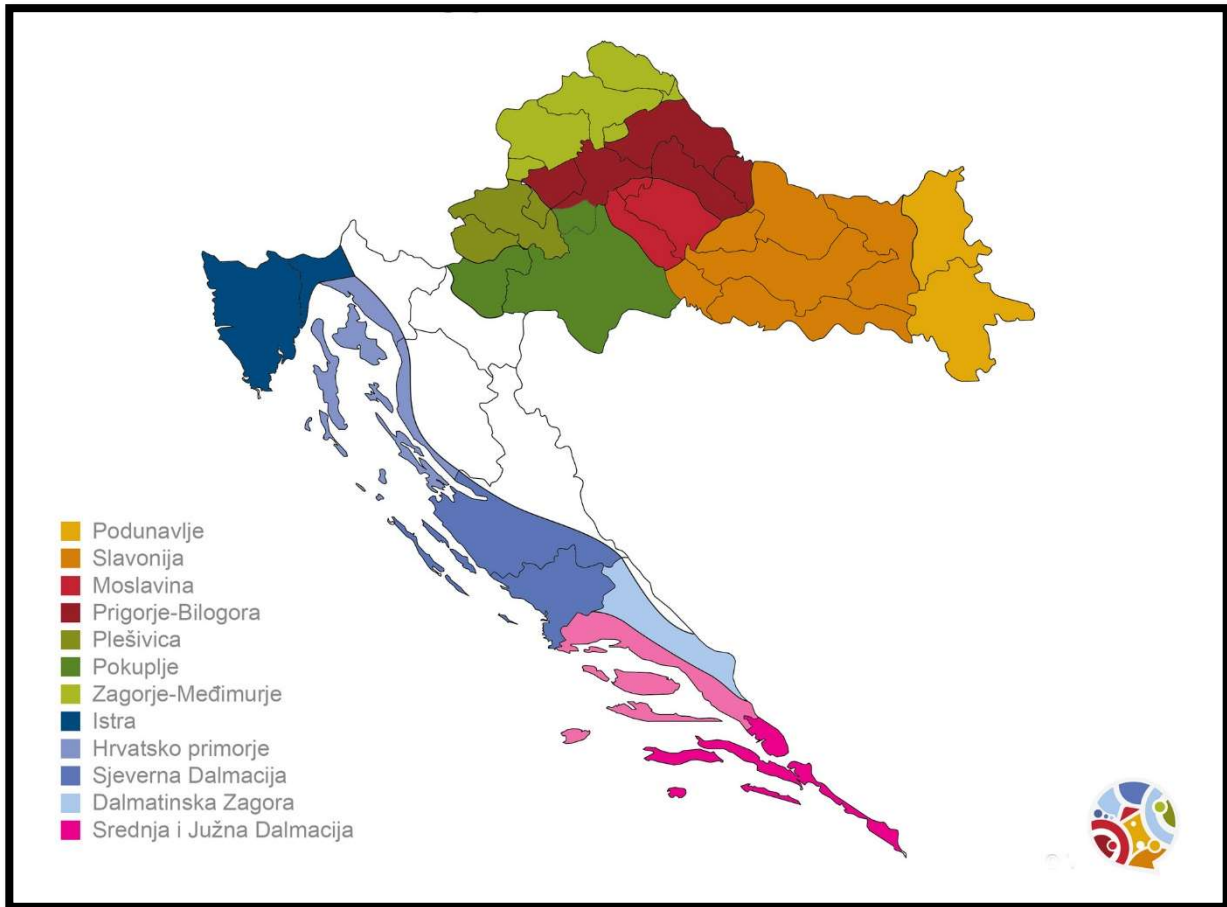 Podunavlje
Slavonija
Moslavina
Prigorje-Bilogora
Plešivica
Pokuplje
Zagorje-Međimurje
Istra
Hrvatsko primorje
Sjeverna Dalmacija
Dalmatinska Zagora
Srednja i Južna Dalmacija